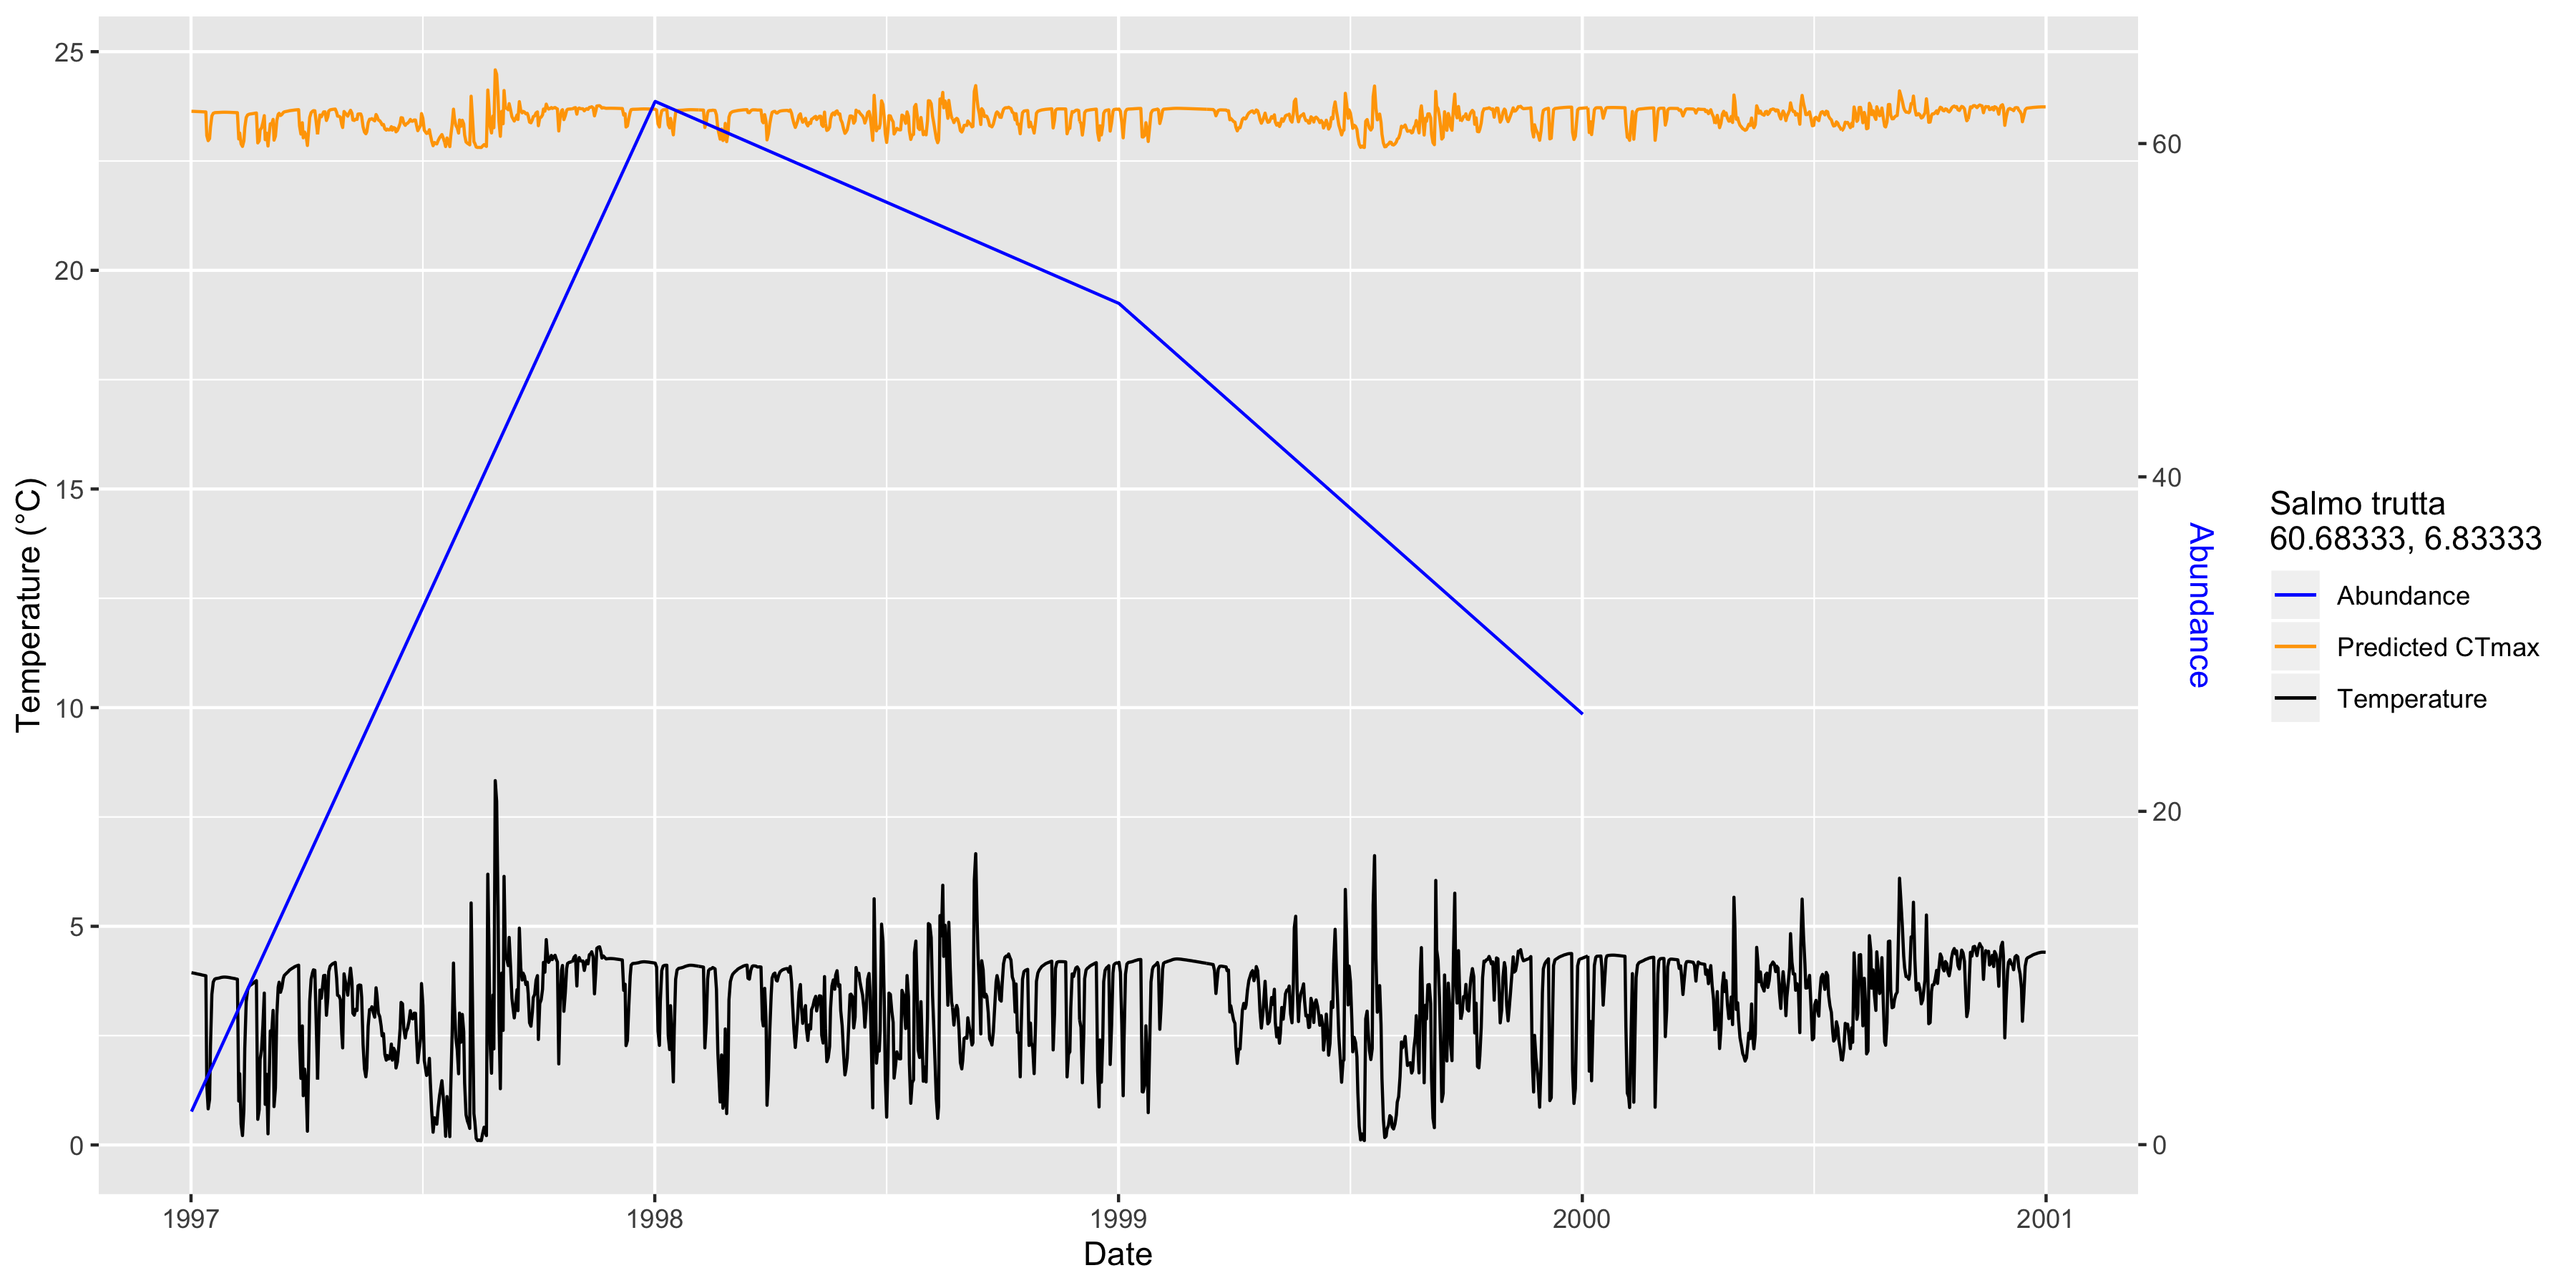 25
20
15
10
5
0
Temperature (°C)
60
40
20
0
Abundance
1997
1998
1999
2000
2001
Date
Salmo trutta
60.68333, 6.83333
Abundance
Predicted CTmax
Temperature